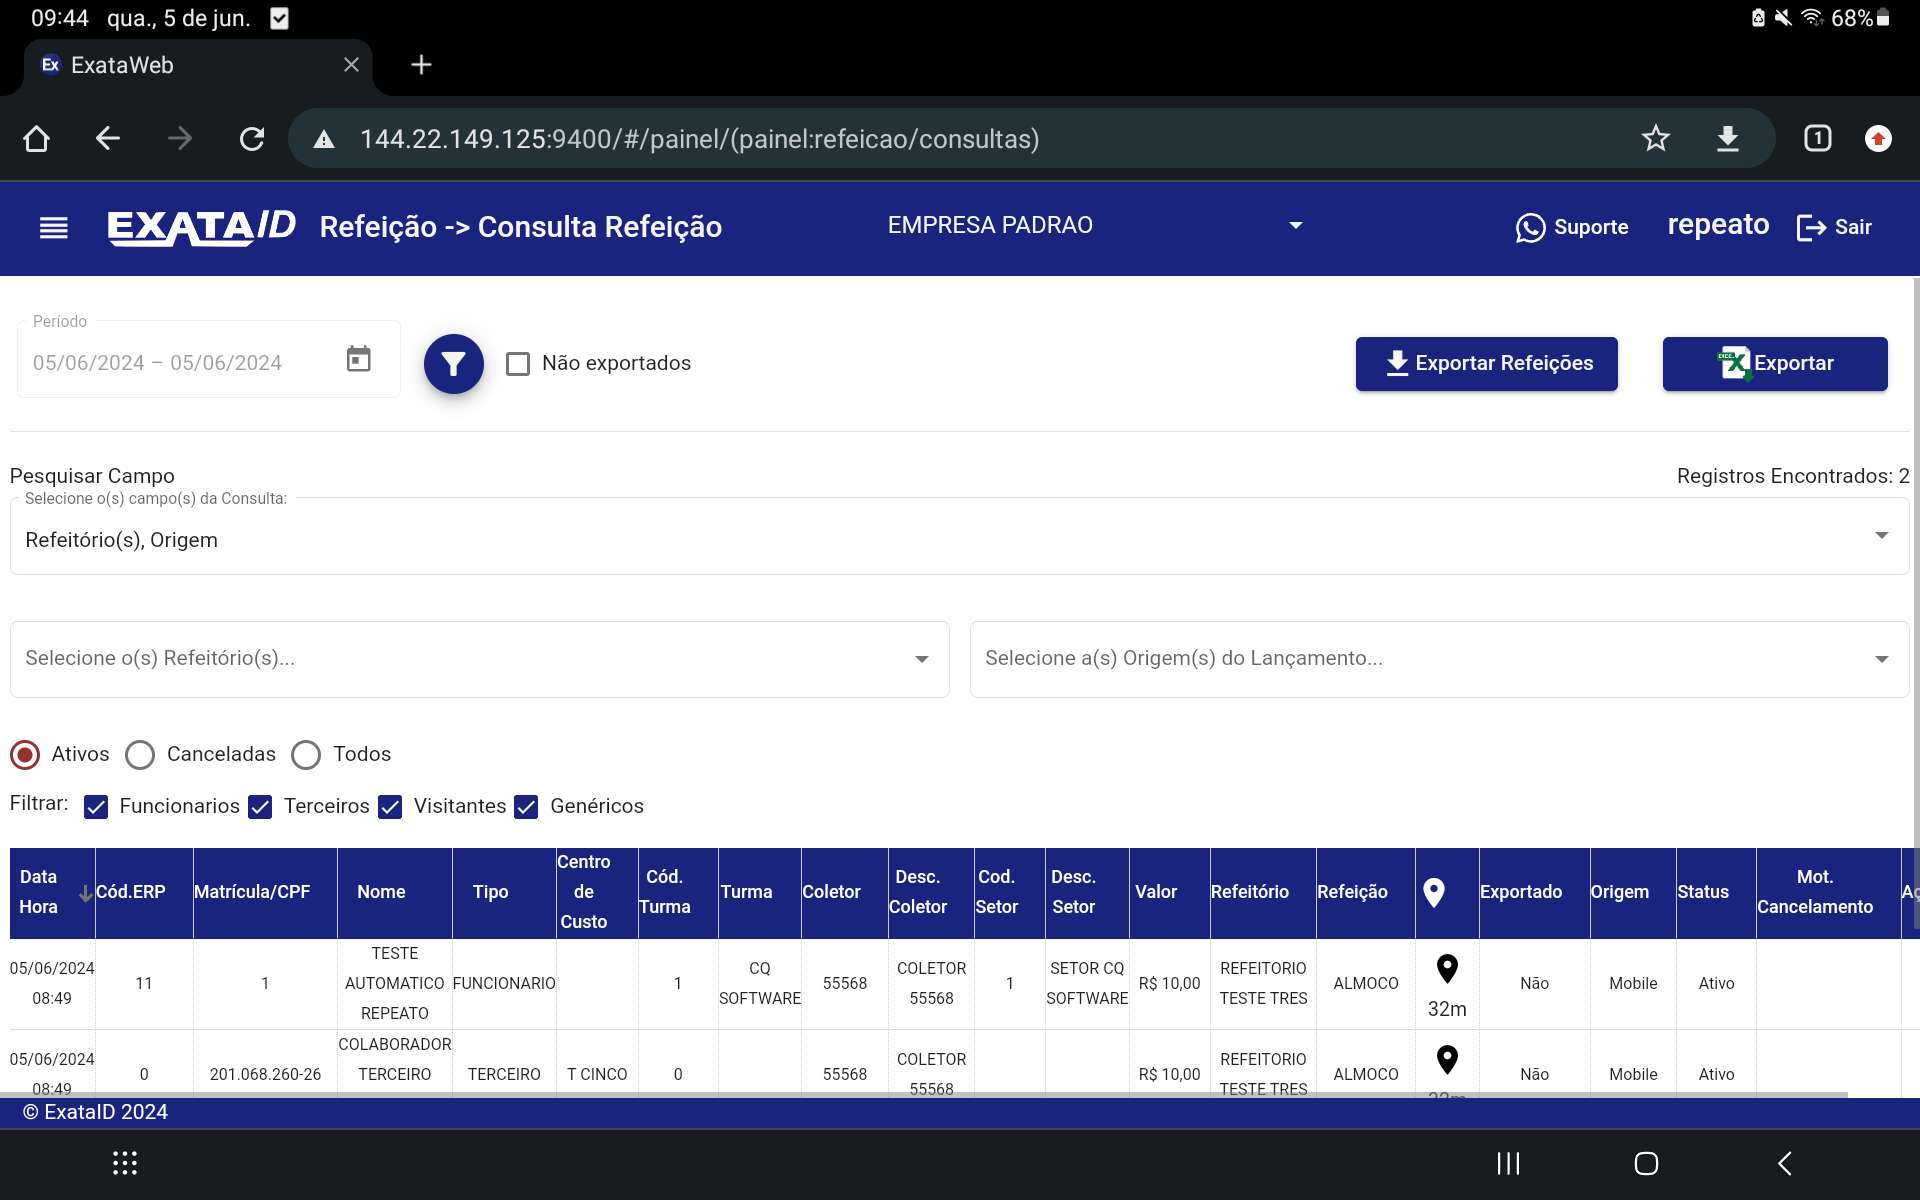 09:44 qua., 5 de jun.
68%
Ex ExataWeb
144.22.149.125:9400/#/painel/(painel:refeicao/consultas)
1
EXATAID Refeição -> Consulta Refeição EMPRESA PADRAO Suporte repeato Sair
Período
05/06/2024 – 05/06/2024
Não exportados
Exportar Refeições
Exportar
Pesquisar Campo
Registros Encontrados: 2
Selecione o(s) campo(s) da Consulta:
Refeitório(s), Origem
Selecione o(s) Refeitório(s)...
Selecione a(s) Origem(s) do Lançamento...
Ativos Canceladas Todos
Filtrar: Funcionarios Terceiros Visitantes Genéricos
Data Hora Cód.ERP Matrícula/CPF Nome Tipo Centro de Custo Cód. Turma Turma Coletor Desc. Coletor Cod. Setor Desc. Setor Valor Refeitório Refeição Exportado Origem Status Mot. Cancelamento
05/06/2024 08:49 11 1 TESTE AUTOMATICO REPEATO FUNCIONARIO 1 CQ SOFTWARE 55568 COLETOR 55568 1 SETOR CQ SOFTWARE R$ 10,00 REFEITORIO TESTE TRES ALMOCO 32m Não Mobile Ativo
05/06/2024 08:49 0 201.068.260-26 COLABORADOR TERCEIRO TERCEIRO T CINCO 0 55568 COLETOR 55568 R$ 10,00 REFEITORIO TESTE TRES ALMOCO Não Mobile Ativo
© ExataID 2024